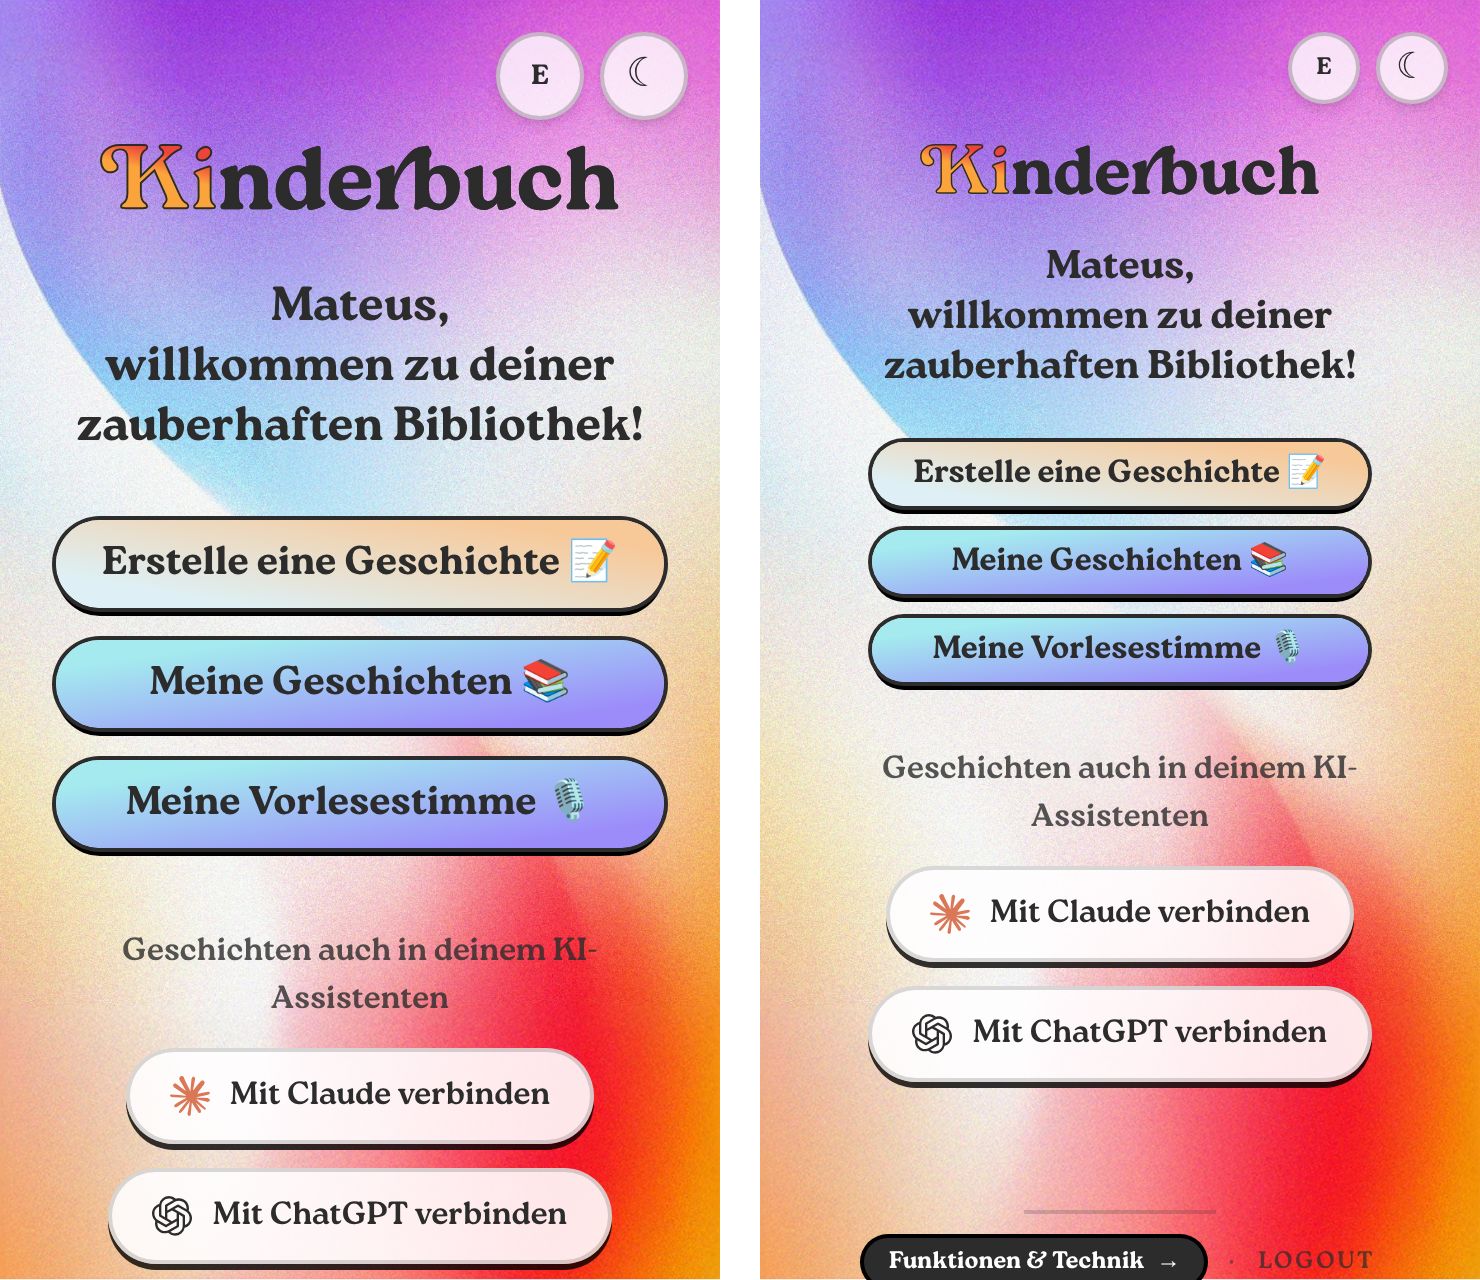 E
Kinderbuch
Mateus,
willkommen zu deiner
zauberhaften Bibliothek!
Erstelle eine Geschichte 📝
Meine Geschichten 📚
Meine Vorlesestimme 🎙️
Geschichten auch in deinem KI-
Assistenten
Mit Claude verbinden
Mit ChatGPT verbinden
E
Kinderbuch
Mateus,
willkommen zu deiner
zauberhaften Bibliothek!
Erstelle eine Geschichte 📝
Meine Geschichten 📚
Meine Vorlesestimme 🎙️
Geschichten auch in deinem KI-
Assistenten
Mit Claude verbinden
Mit ChatGPT verbinden
Funktionen & Technik → · LOGOUT